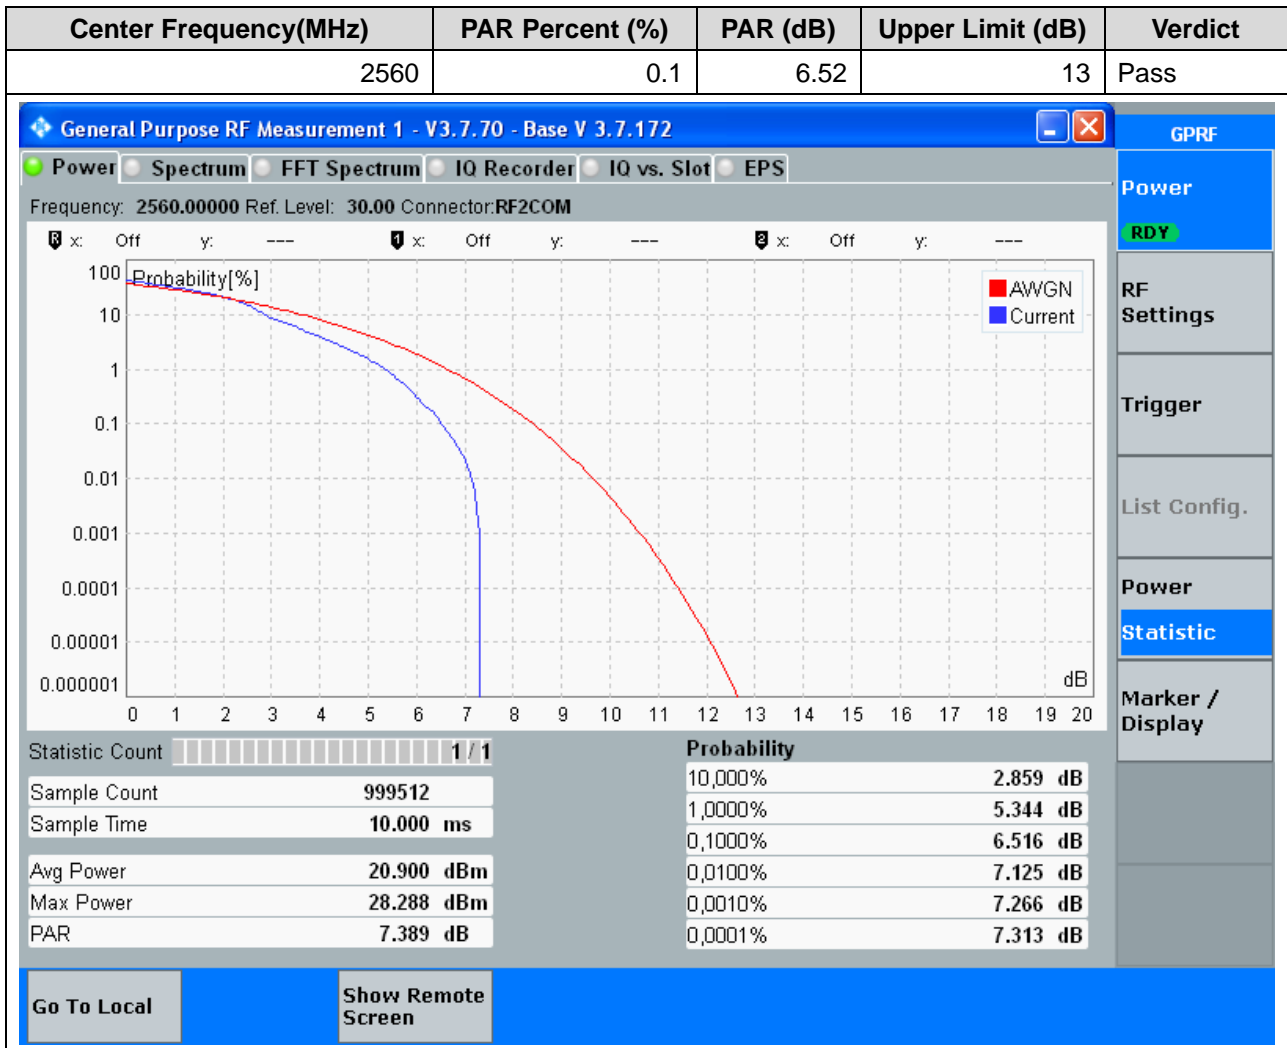 Center Frequency(MHz) PAR Percent (%) PAR (dB) Upper Limit (dB) Verdict
2560 0.1 6.52 13 Pass
General Purpose RF Measurement 1 - V3.7.70 - Base V 3.7.172
GPRF
Power Spectrum FFT Spectrum IQ Recorder IQ vs. Slot EPS
Power
RDY
Frequency: 2560.00000 Ref. Level: 30.00 Connector:RF2COM
R x: Off y: --- 1 x: Off y: --- 2 x: Off y: ---
Probability[%]
AWGN
Current
100
10
1
0.1
0.01
0.001
0.0001
0.00001
0.000001
dB
0 1 2 3 4 5 6 7 8 9 10 11 12 13 14 15 16 17 18 19 20
RF
Settings
Trigger
List Config.
Power
Statistic
Marker /
Display
Statistic Count 1 / 1
Sample Count 999512
Sample Time 10.000 ms
Avg Power 20.900 dBm
Max Power 28.288 dBm
PAR 7.389 dB
Probability
10,000% 2.859 dB
1,0000% 5.344 dB
0,1000% 6.516 dB
0,0100% 7.125 dB
0,0010% 7.266 dB
0,0001% 7.313 dB
Go To Local
Show Remote
Screen